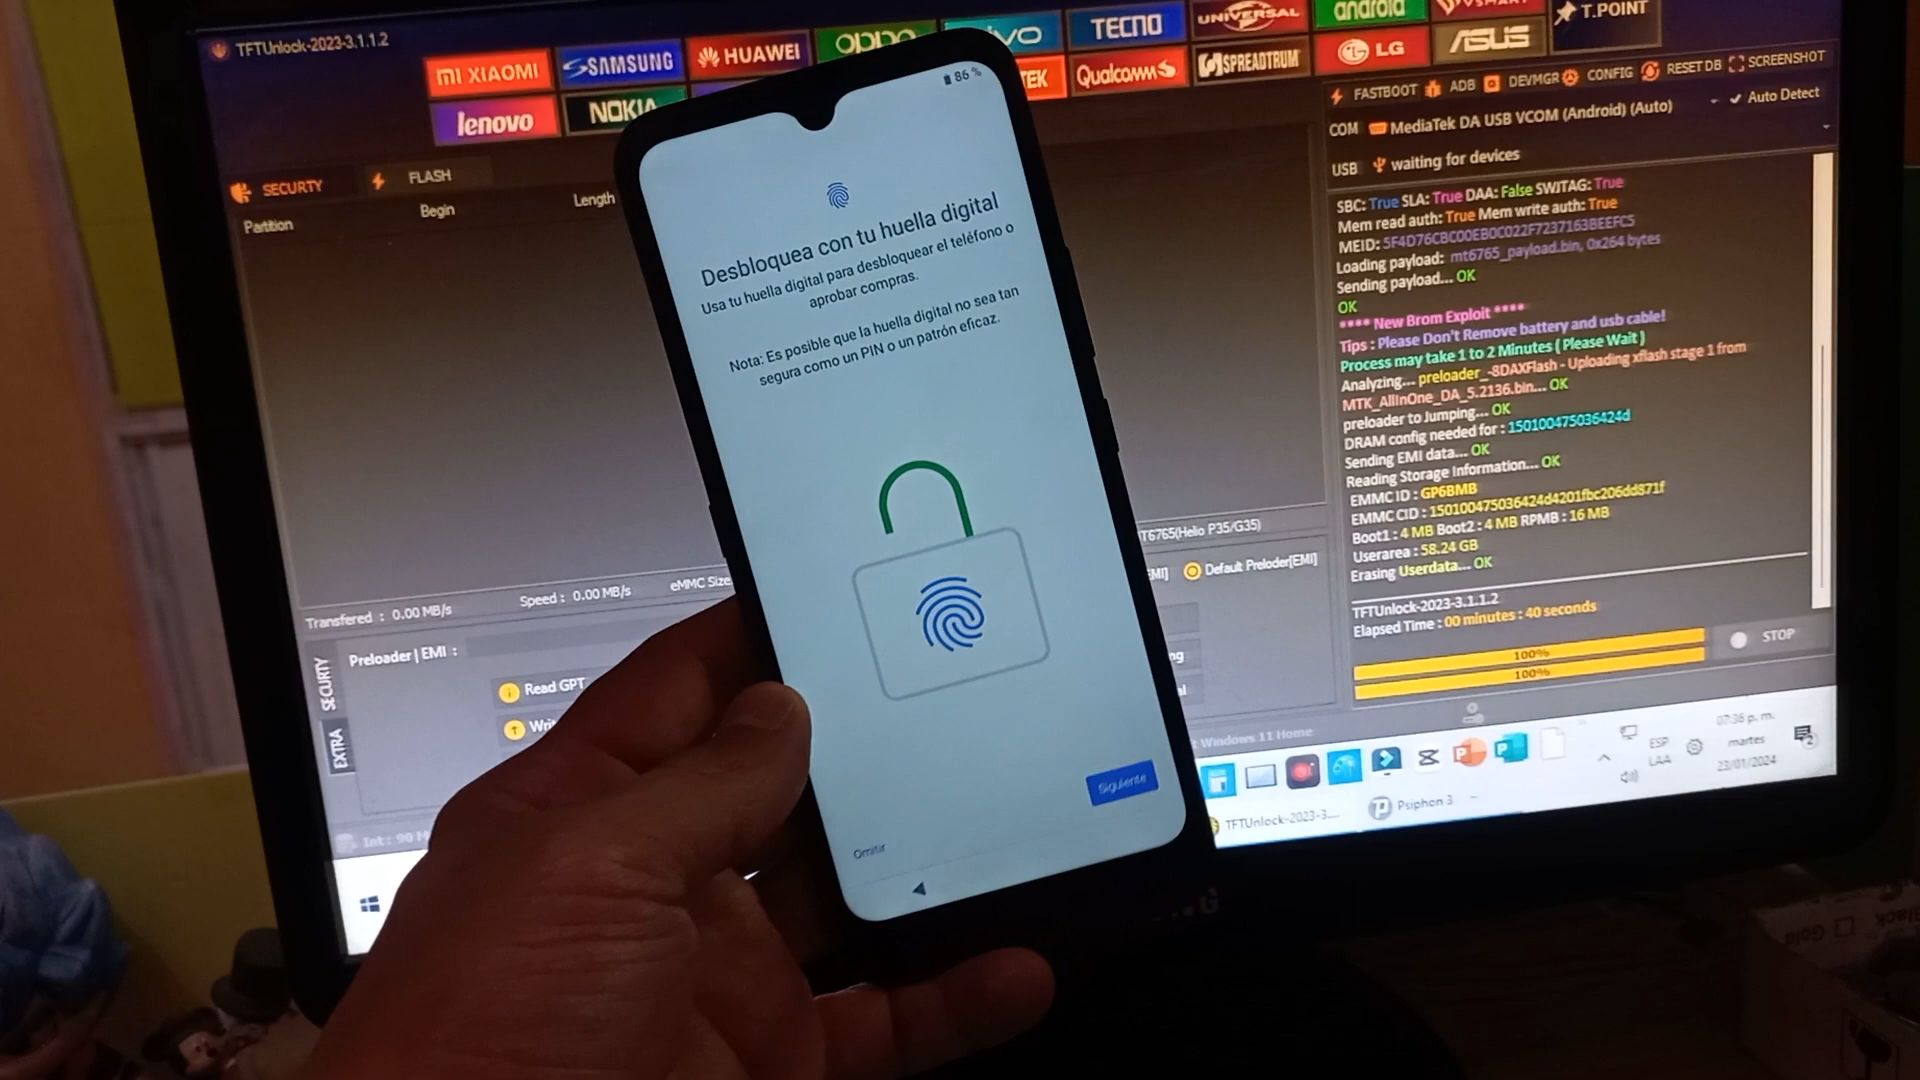 TFTUnlock-2023-3.1.1.2
MI XIAOMI
SAMSUNG
HUAWEI
OPPO
TECNO
UNIVERSAL
android
T.POINT
lenovo
NOKIA
Qualcomm
SPREADTRUM
LG
ASUS
FASTBOOT
ADB
DEVMGR
CONFIG
RESET DB
SCREENSHOT
COM
MediaTek DA USB VCOM (Android) (Auto)
Auto Detect
USB
waiting for devices
SECURTY
FLASH
Partition
Begin
Length
SBC: True SLA: True DAA: False SWJTAG: True
Mem read auth: True Mem write auth: True
MEID: 5F4D76CBC00EB0C022F7237163BEEFC5
Loading payload: mt6765_payload.bin, 0x264 bytes
Sending payload... OK
OK
**** New Brom Exploit ****
Tips : Please Don't Remove battery and usb cable!
Process may take 1 to 2 Minutes ( Please Wait )
Analyzing... preloader_-8DAXFlash - Uploading xflash stage 1 from
MTK_AllInOne_DA_5.2136.bin... OK
preloader to Jumping... OK
DRAM config needed for : 150100475036424d
Sending EMI data... OK
Reading Storage Information... OK
EMMC ID : GP6BMB
EMMC CID : 150100475036424d4201fbc206dd871f
Boot1 : 4 MB Boot2 : 4 MB RPMB : 16 MB
Userarea : 58.24 GB
Erasing Userdata... OK
TFTUnlock-2023-3.1.1.2
Elapsed Time : 00 minutes : 40 seconds
100%
100%
STOP
T6765(Helio P35/G35)
EMI]
Default Preloder[EMI]
Transfered : 0.00 MB/s
Speed : 0.00 MB/s
eMMC Size
SECURTY
EXTRA
Preloader | EMI :
Read GPT
Windows 11 Home
ESP
LAA
07:36 p. m.
martes
23/01/2024
2
TFTUnlock-2023-3....
Psiphon 3
86 %
Desbloquea con tu huella digital
Usa tu huella digital para desbloquear el teléfono o
aprobar compras.
Nota: Es posible que la huella digital no sea tan
segura como un PIN o un patrón eficaz.
Siguiente
Omitir
Black
Gold